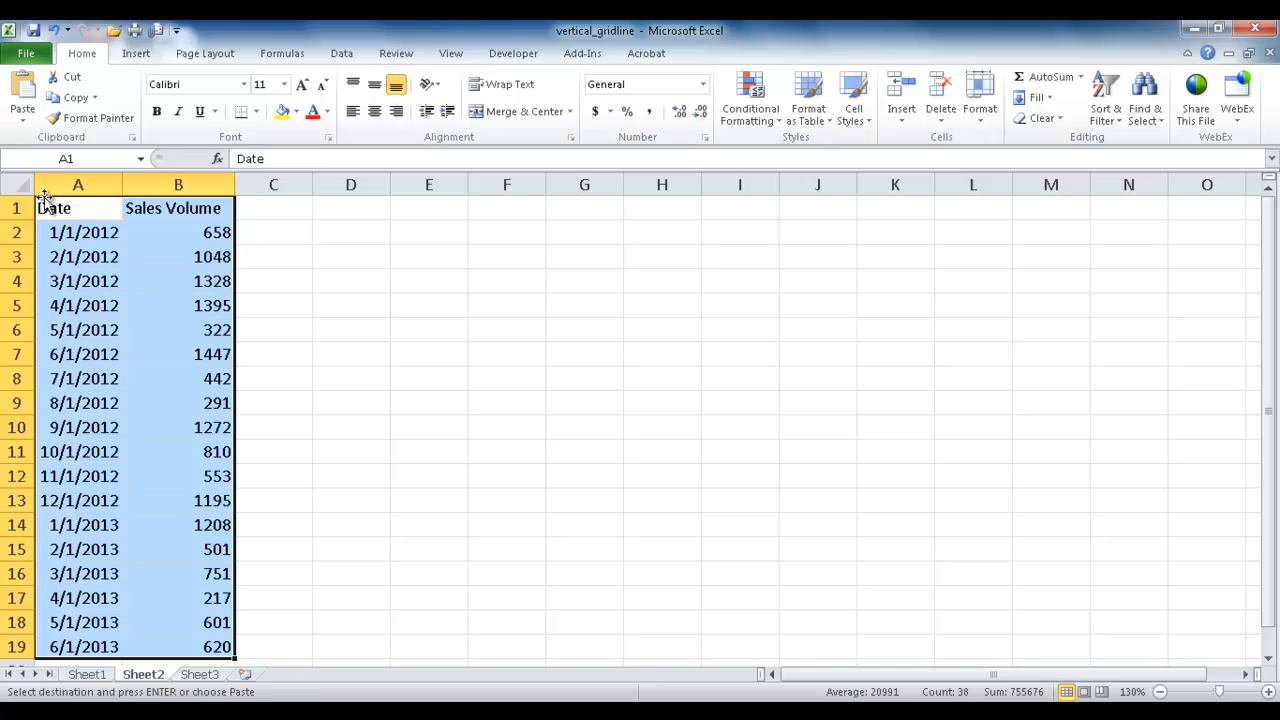 vertical_gridline - Microsoft Excel
File Home Insert Page Layout Formulas Data Review View Developer Add-Ins Acrobat
Paste
Cut
Copy
Format Painter
Clipboard
Calibri 11
B I U A
Font
Wrap Text
Merge & Center
Alignment
General
$ % ,
Number
Conditional Formatting
Format as Table
Cell Styles
Styles
Insert Delete Format
Cells
Σ AutoSum
Fill
Clear
Sort & Filter
Find & Select
Editing
Share This File
WebEx
WebEx
A1 fx Date
A B C D E F G H I J K L M N O
1 Date Sales Volume
2 1/1/2012 658
3 2/1/2012 1048
4 3/1/2012 1328
5 4/1/2012 1395
6 5/1/2012 322
7 6/1/2012 1447
8 7/1/2012 442
9 8/1/2012 291
10 9/1/2012 1272
11 10/1/2012 810
12 11/1/2012 553
13 12/1/2012 1195
14 1/1/2013 1208
15 2/1/2013 501
16 3/1/2013 751
17 4/1/2013 217
18 5/1/2013 601
19 6/1/2013 620
Sheet1 Sheet2 Sheet3
Select destination and press ENTER or choose Paste Average: 20991 Count: 38 Sum: 755676 130%